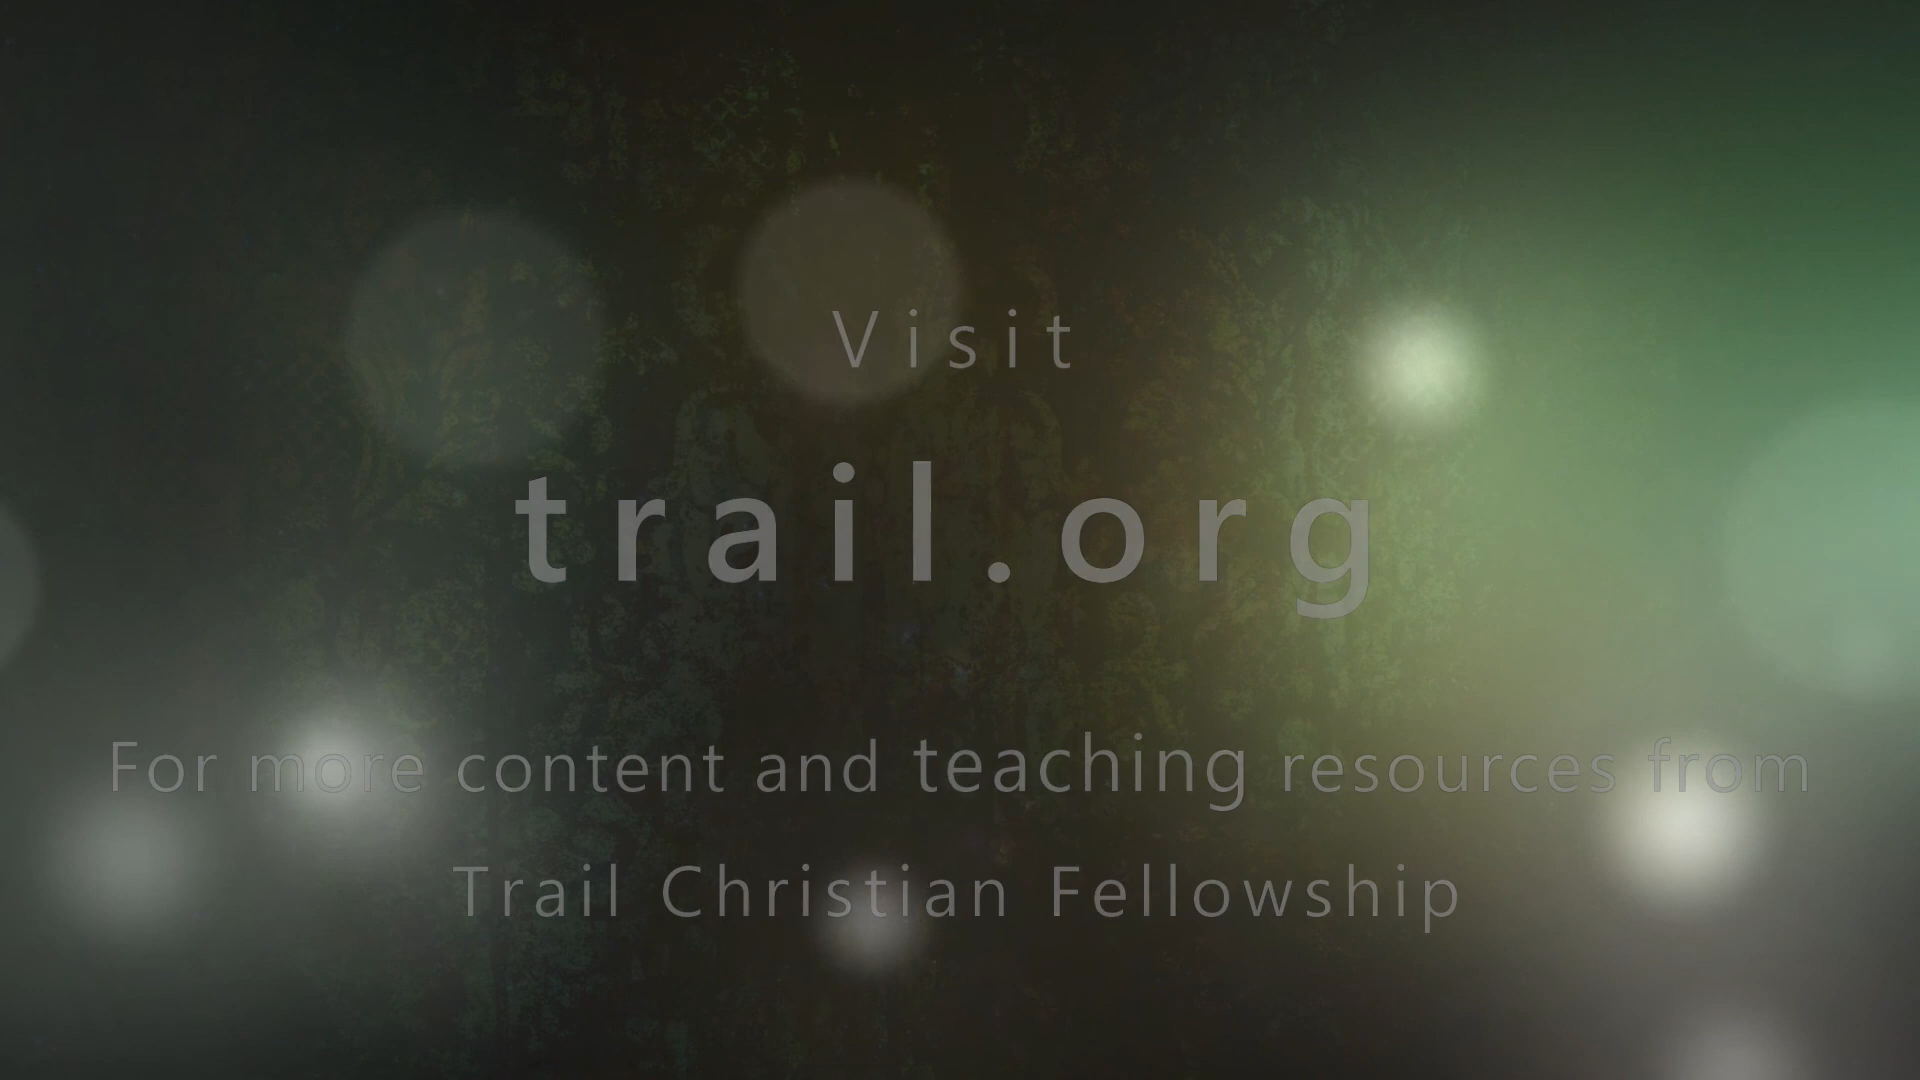 Visit
trail.org
For more content and teaching resources from
Trail Christian Fellowship